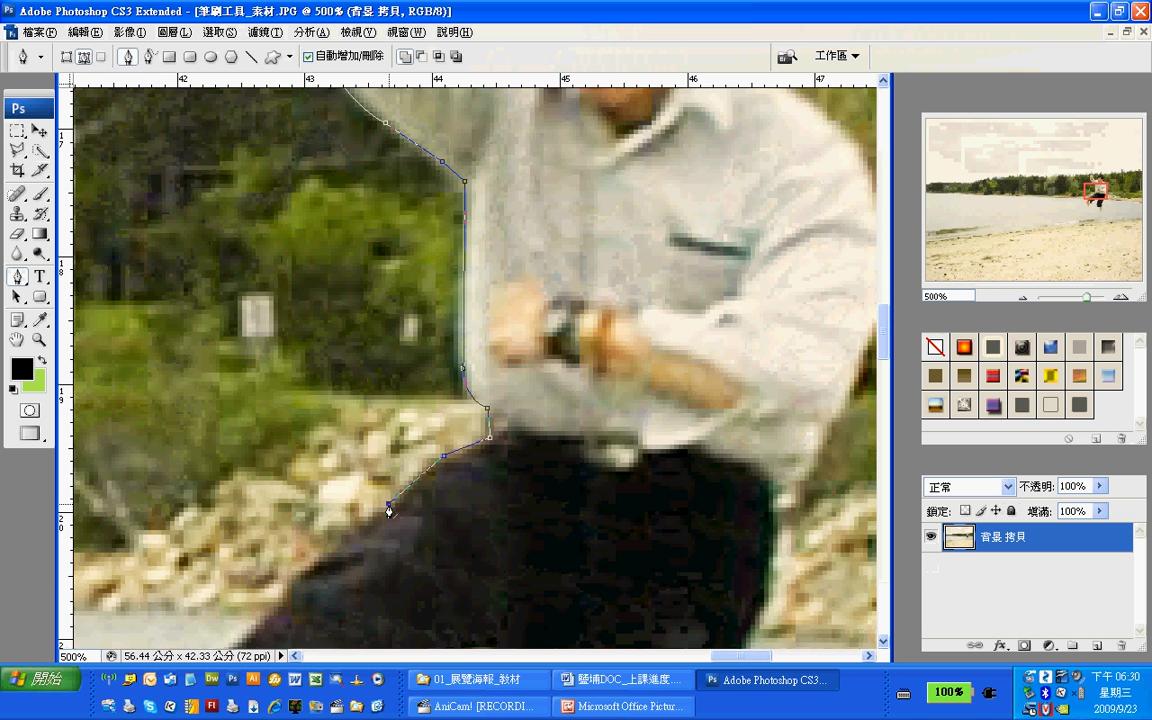 Adobe Photoshop CS3 Extended - [筆刷工具_素材.JPG @ 500% (背景 拷貝, RGB/8)]
檔案(F) 編輯(E) 影像(I) 圖層(L) 選取(S) 濾鏡(T) 分析(A) 檢視(V) 視窗(W) 說明(H)
自動增加/刪除
工作區
42 43 44 45 46 47
Ps
500%
正常 不透明: 100%
鎖定: 填滿: 100%
背景 拷貝
500% 56.44 公分 x 42.33 公分 (72 ppi)
開始
01_展覽海報_教材
鹽埔DOC_上課進度....
Adobe Photoshop CS3...
AniCam! [RECORDI...
Microsoft Office Pictur...
100%
下午 06:30
星期三
2009/9/23